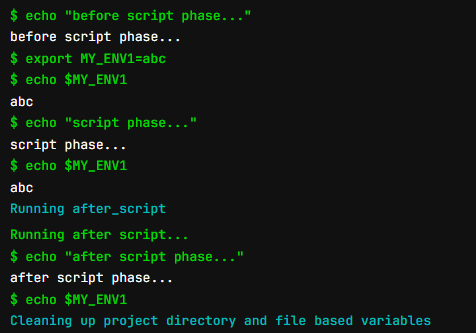 $ echo "before script phase..."
before script phase...
$ export MY_ENV1=abc
$ echo $MY_ENV1
abc
$ echo "script phase..."
script phase...
$ echo $MY_ENV1
abc
Running after_script
Running after script...
$ echo "after script phase..."
after script phase...
$ echo $MY_ENV1
Cleaning up project directory and file based variables